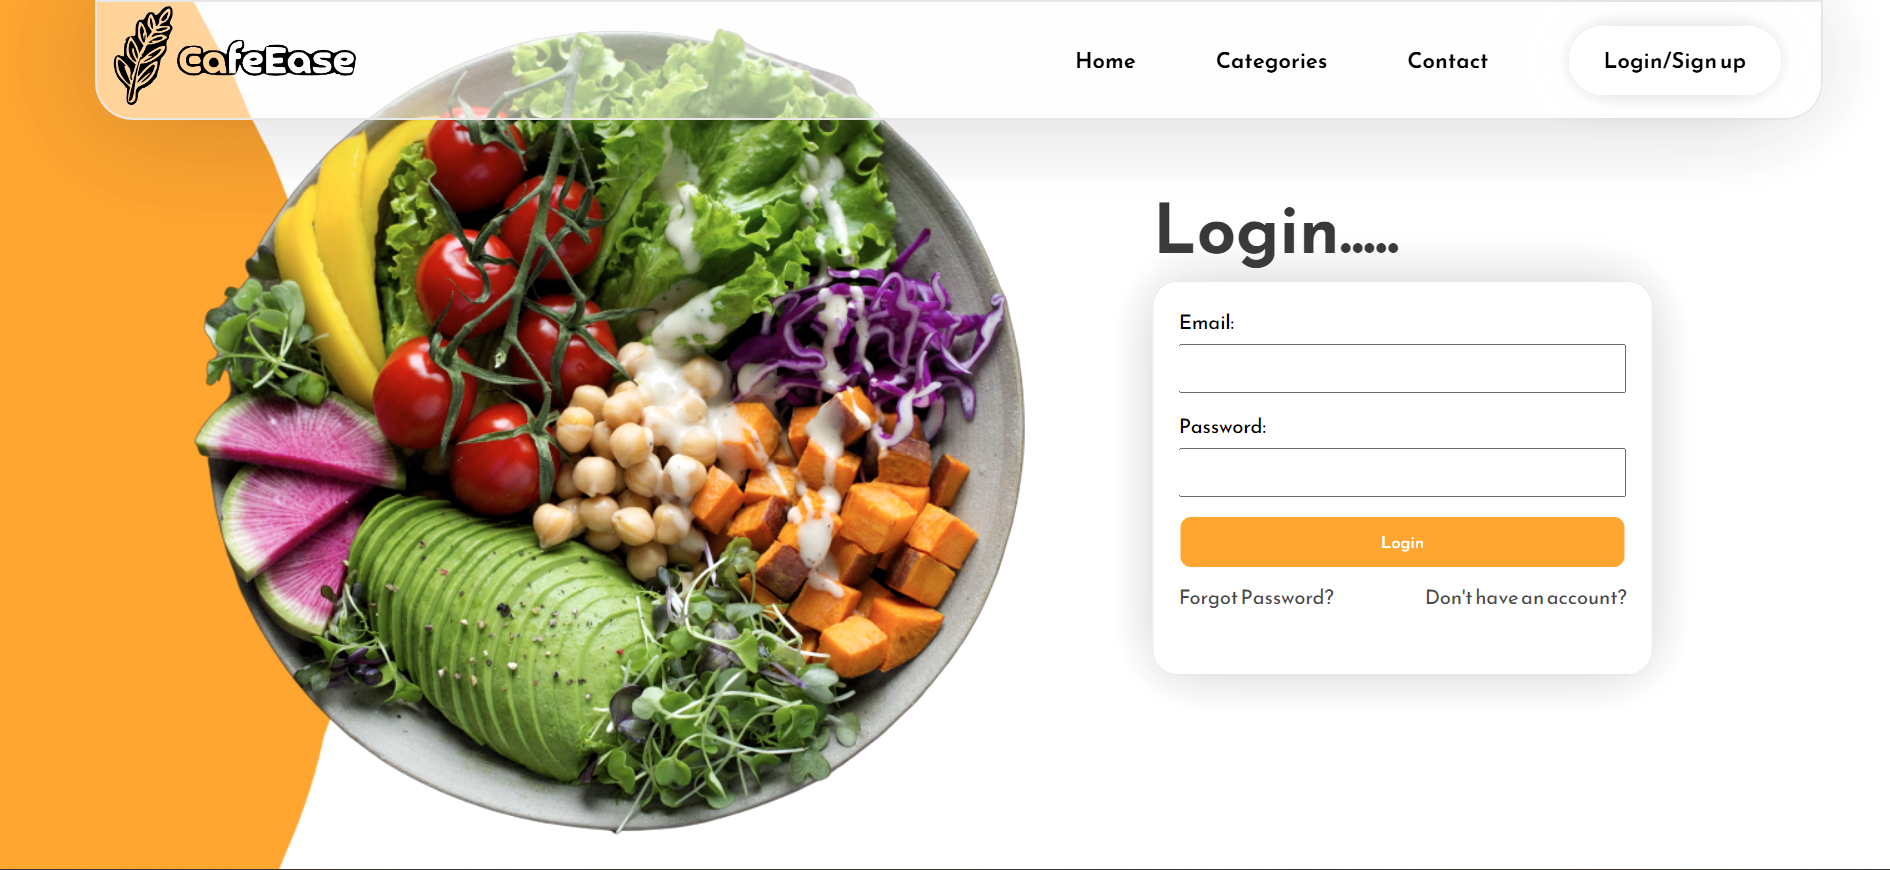 CafeEase
Home
Categories
Contact
Login/Sign up
Login.....
Email:
Password:
Login
Forgot Password?
Don't have an account?